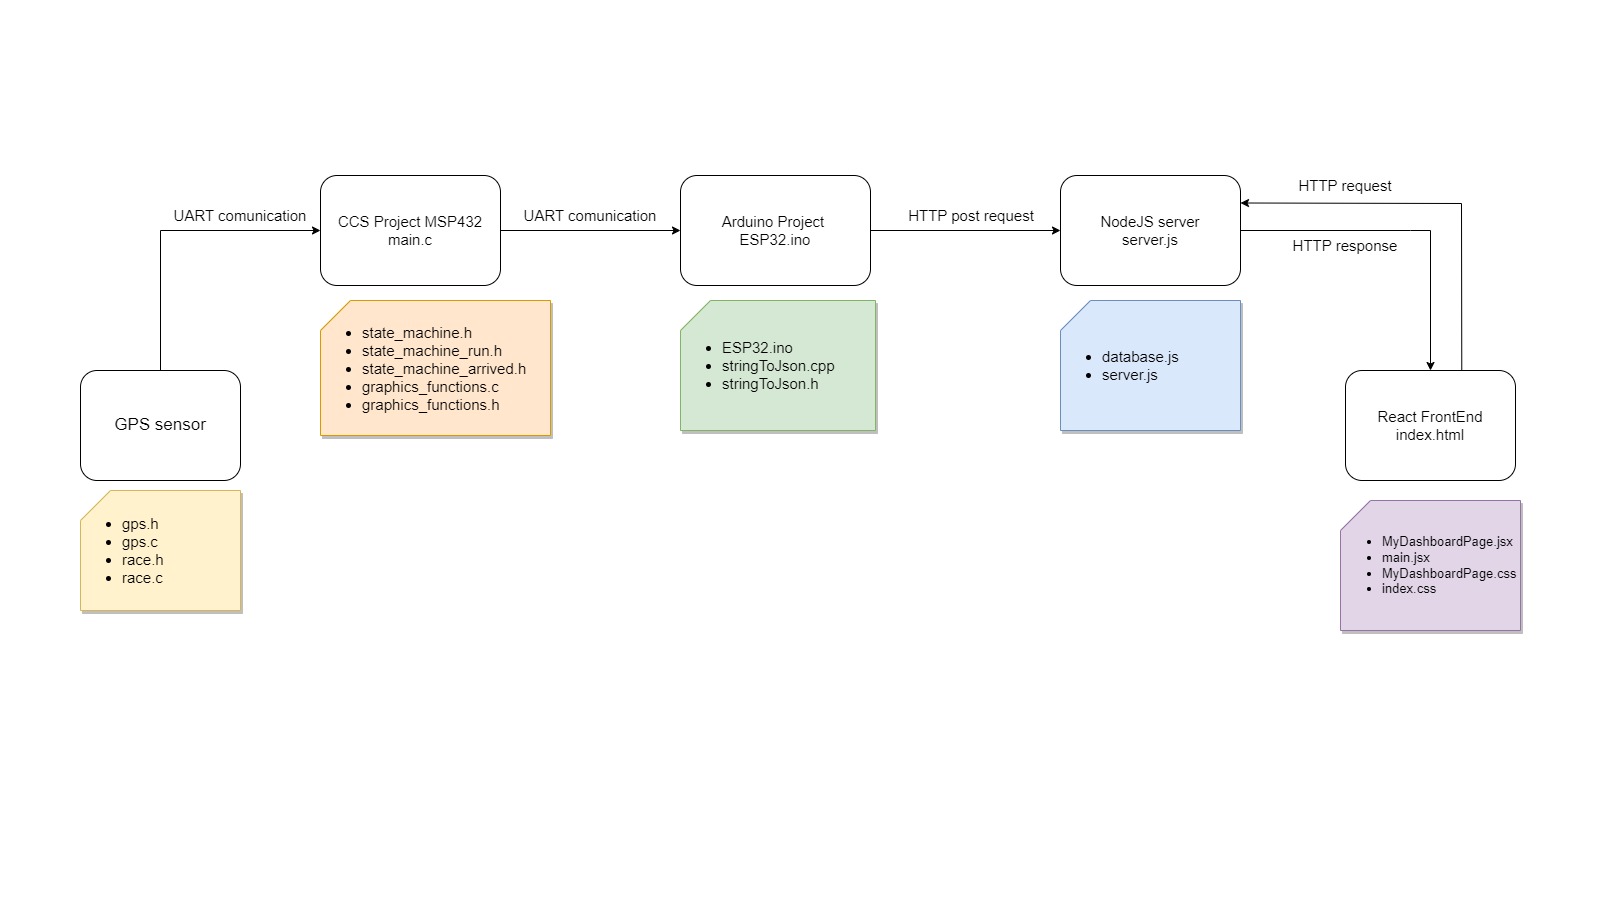 UART comunication
CCS Project MSP432
main.c
UART comunication
Arduino Project
ESP32.ino
HTTP post request
NodeJS server
server.js
HTTP request
HTTP response
state_machine.h
state_machine_run.h
state_machine_arrived.h
graphics_functions.c
graphics_functions.h
ESP32.ino
stringToJson.cpp
stringToJson.h
database.js
server.js
GPS sensor
React FrontEnd
index.html
gps.h
gps.c
race.h
race.c
MyDashboardPage.jsx
main.jsx
MyDashboardPage.css
index.css